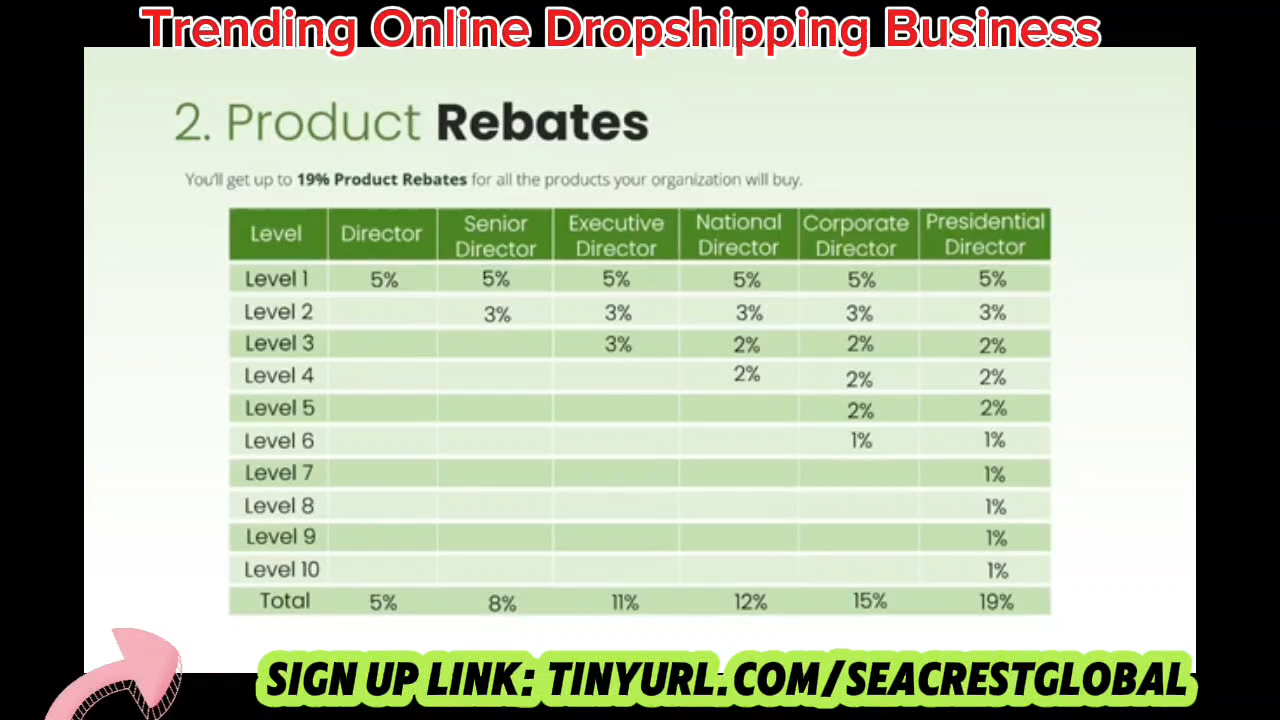 Trending Online Dropshipping Business
2. Product Rebates
You'll get up to 19% Product Rebates for all the products your organization will buy.
Level Director Senior Director Executive Director National Director Corporate Director Presidential Director
Level 1 5% 5% 5% 5% 5% 5%
Level 2 3% 3% 3% 3% 3%
Level 3 3% 2% 2% 2%
Level 4 2% 2% 2%
Level 5 2% 2%
Level 6 1% 1%
Level 7 1%
Level 8 1%
Level 9 1%
Level 10 1%
Total 5% 8% 11% 12% 15% 19%
SIGN UP LINK: TINYURL.COM/SEACRESTGLOBAL